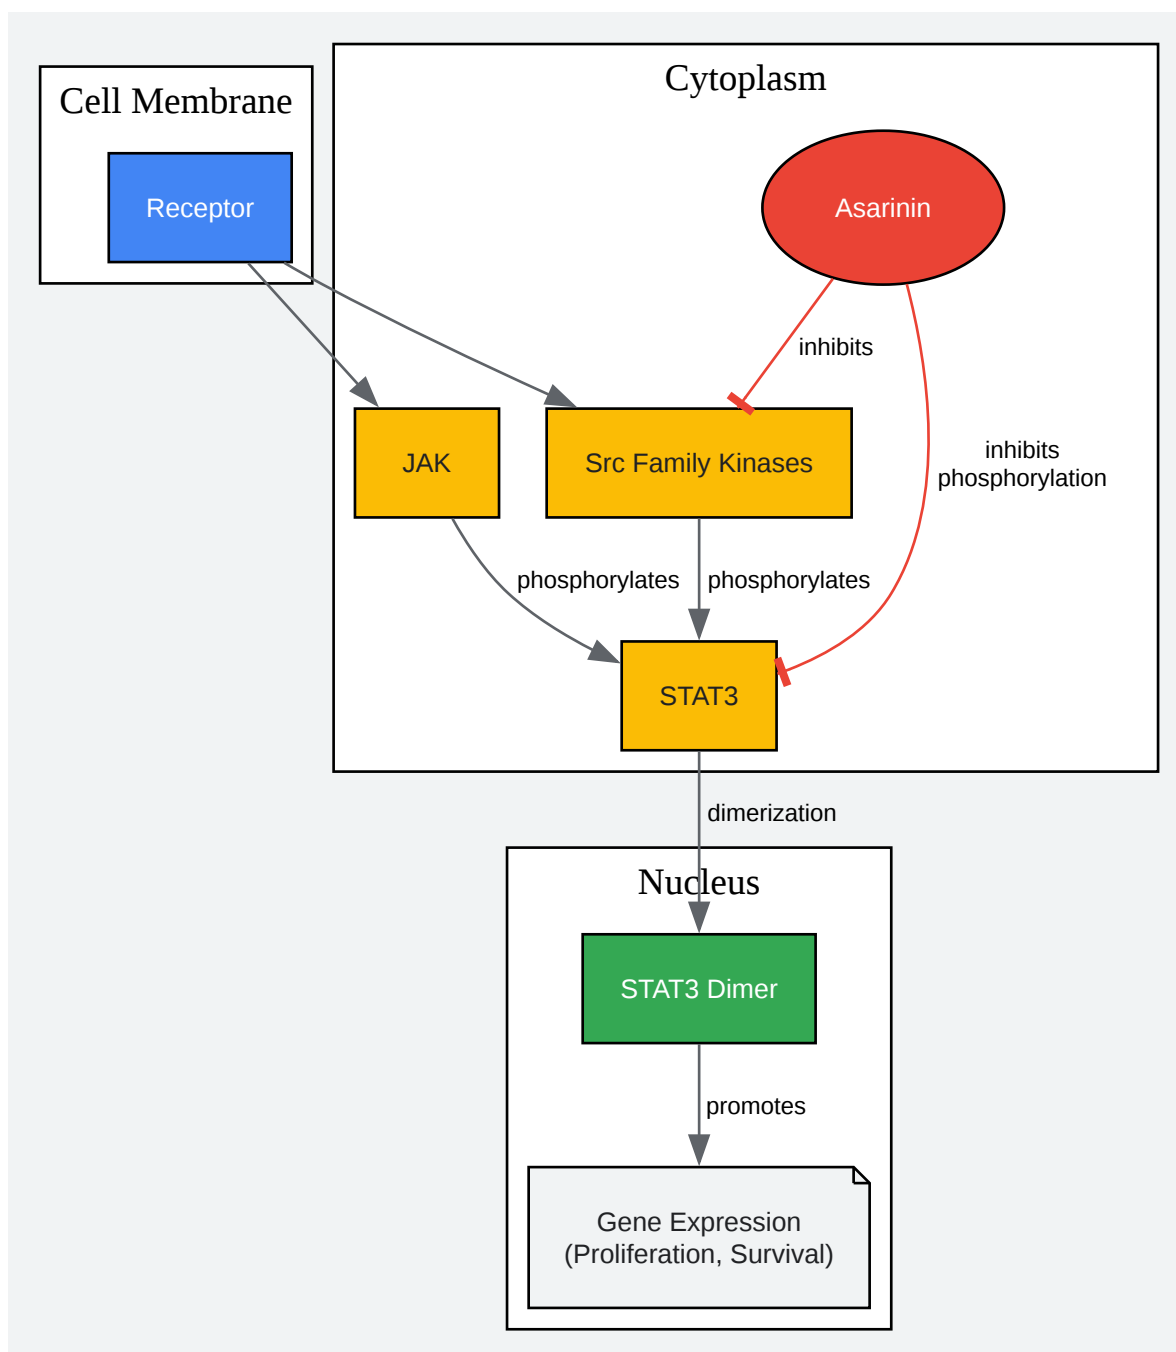 Cytoplasm
Cell Membrane
Receptor
Asarinin
inhibits
JAK
Src Family Kinases
inhibits
phosphorylation
phosphorylates
phosphorylates
STAT3
dimerization
Nucleus
STAT3 Dimer
promotes
Gene Expression
(Proliferation, Survival)